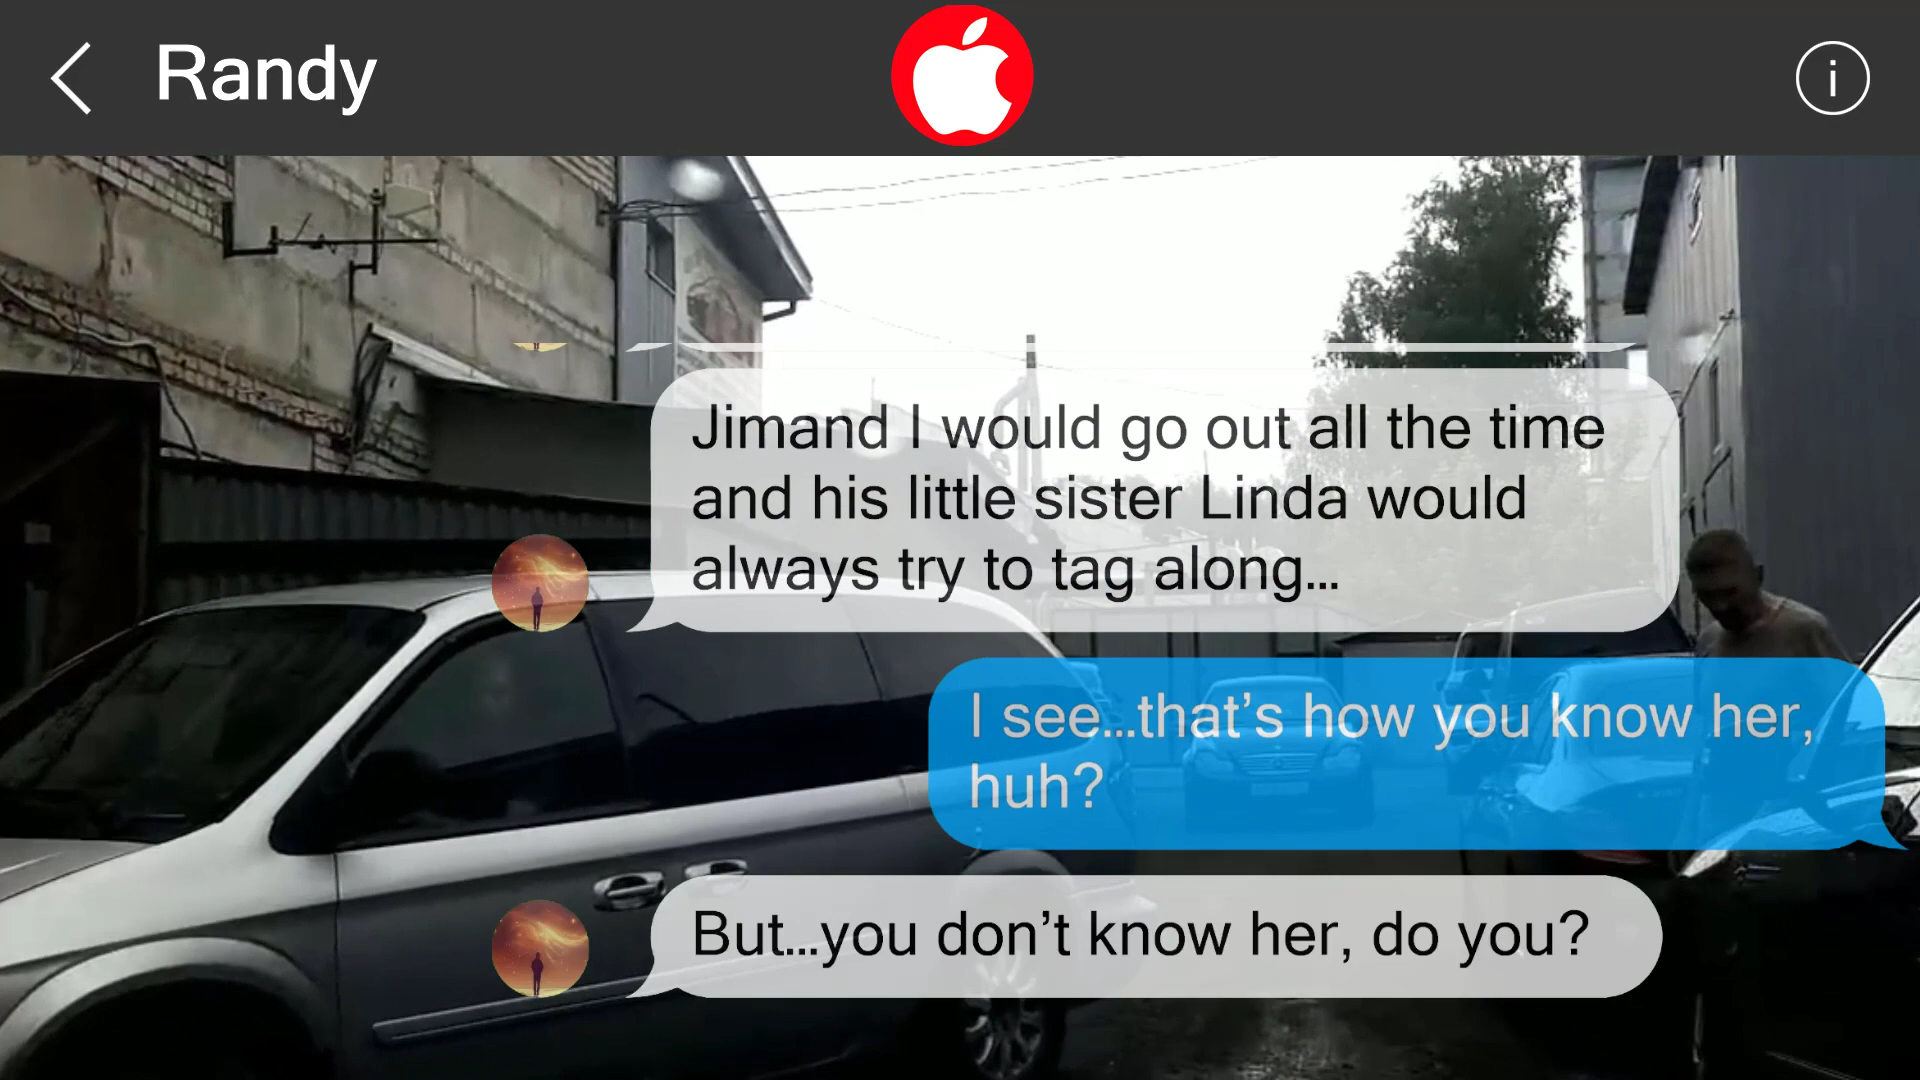 Randy
Jimand I would go out all the time
and his little sister Linda would
always try to tag along...
I see...that's how you know her,
huh?
But...you don't know her, do you?